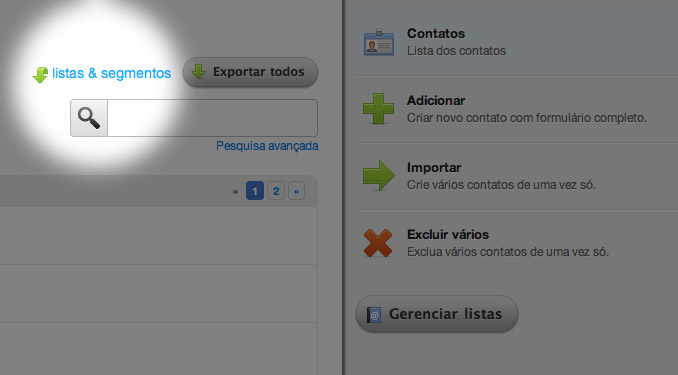 listas & segmentos
Exportar todos
Pesquisa avançada
« 1 2 »
Contatos
Lista dos contatos
Adicionar
Criar novo contato com formulário completo.
Importar
Crie vários contatos de uma vez só.
Excluir vários
Exclua vários contatos de uma vez só.
Gerenciar listas